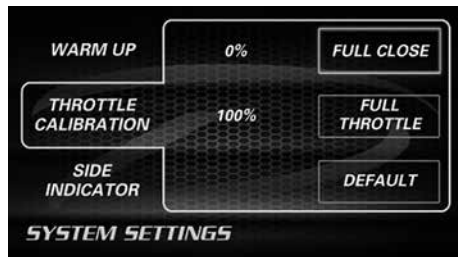 WARM UP
0%
FULL CLOSE
THROTTLE
CALIBRATION
100%
FULL
THROTTLE
SIDE
INDICATOR
DEFAULT
SYSTEM SETTINGS